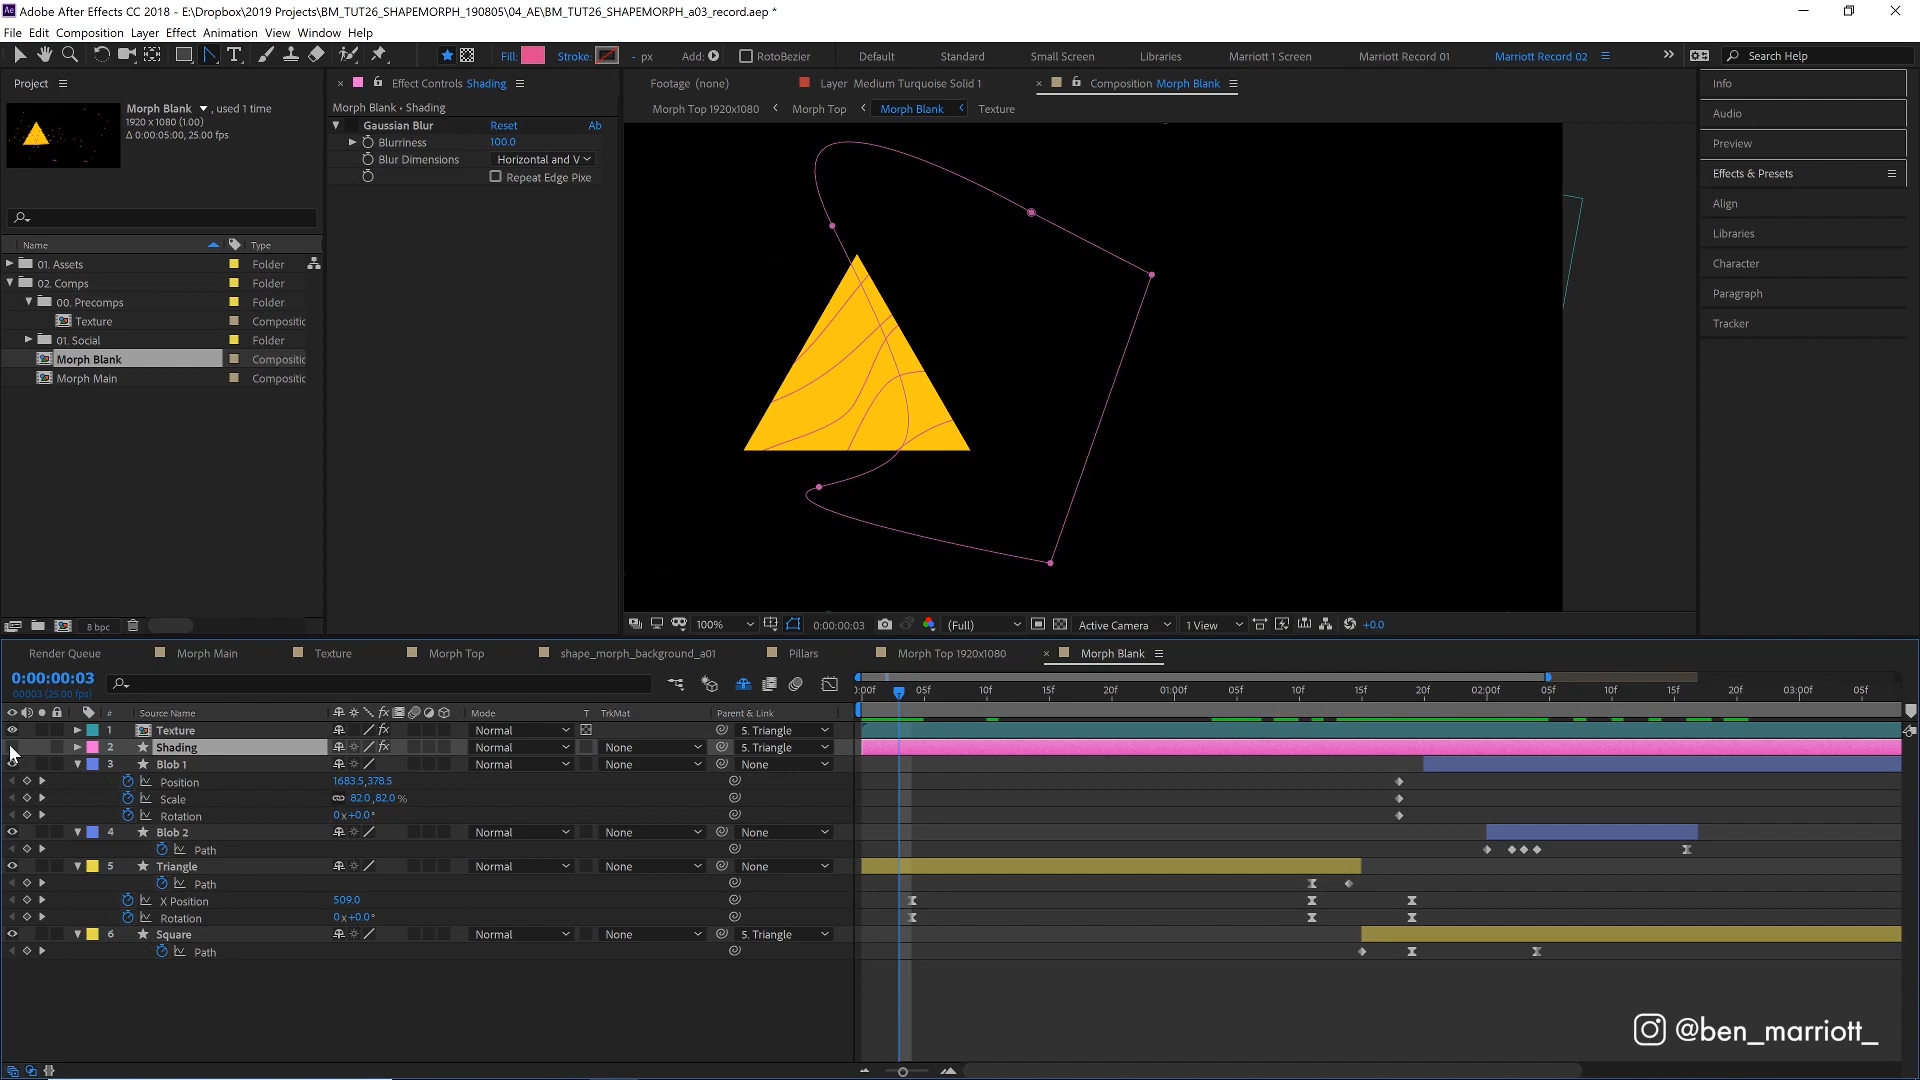 Adobe After Effects CC 2018 - E:\Dropbox\2019 Projects\BM_TUT26_SHAPEMORPH_190805\04_AE\BM_TUT26_SHAPEMORPH_a03_record.aep *
File Edit Composition Layer Effect Animation View Window Help
Fill: Stroke: - px Add: RotoBezier Default Standard Small Screen Libraries Marriott 1 Screen Marriott Record 01 Marriott Record 02 Search Help
Project Effect Controls Shading Footage (none) Layer Medium Turquoise Solid 1 Composition Morph Blank Info
Morph Blank , used 1 time
1920 x 1080 (1.00)
Δ 0:00:05:00, 25.00 fps
Morph Blank • Shading
Gaussian Blur Reset Ab
Blurriness 100.0
Blur Dimensions Horizontal and V
Repeat Edge Pixe
Morph Top 1920x1080 Morph Top Morph Blank Texture
Audio
Preview
Effects & Presets
Align
Libraries
Character
Paragraph
Tracker
Name Type
01. Assets Folder
02. Comps Folder
00. Precomps Folder
Texture Compositic
01. Social Folder
Morph Blank Compositic
Morph Main Compositic
8 bpc
100% 0:00:00:03 (Full) Active Camera 1 View +0.0
Render Queue Morph Main Texture Morph Top shape_morph_background_a01 Pillars Morph Top 1920x1080 Morph Blank
0:00:00:03
00003 (25.00 fps)
0:00f 05f 10f 15f 20f 01:00f 05f 10f 15f 20f 02:00f 05f 10f 15f 20f 03:00f 05f
# Source Name fx Mode T TrkMat Parent & Link
1 Texture fx Normal 5. Triangle
2 Shading fx Normal None 5. Triangle
3 Blob 1 Normal None None
Position 1683.5,378.5
Scale 82.0,82.0 %
Rotation 0x+0.0°
4 Blob 2 Normal None None
Path
5 Triangle Normal None None
Path
X Position 509.0
Rotation 0x+0.0°
6 Square Normal None 5. Triangle
Path
@ben_marriott_